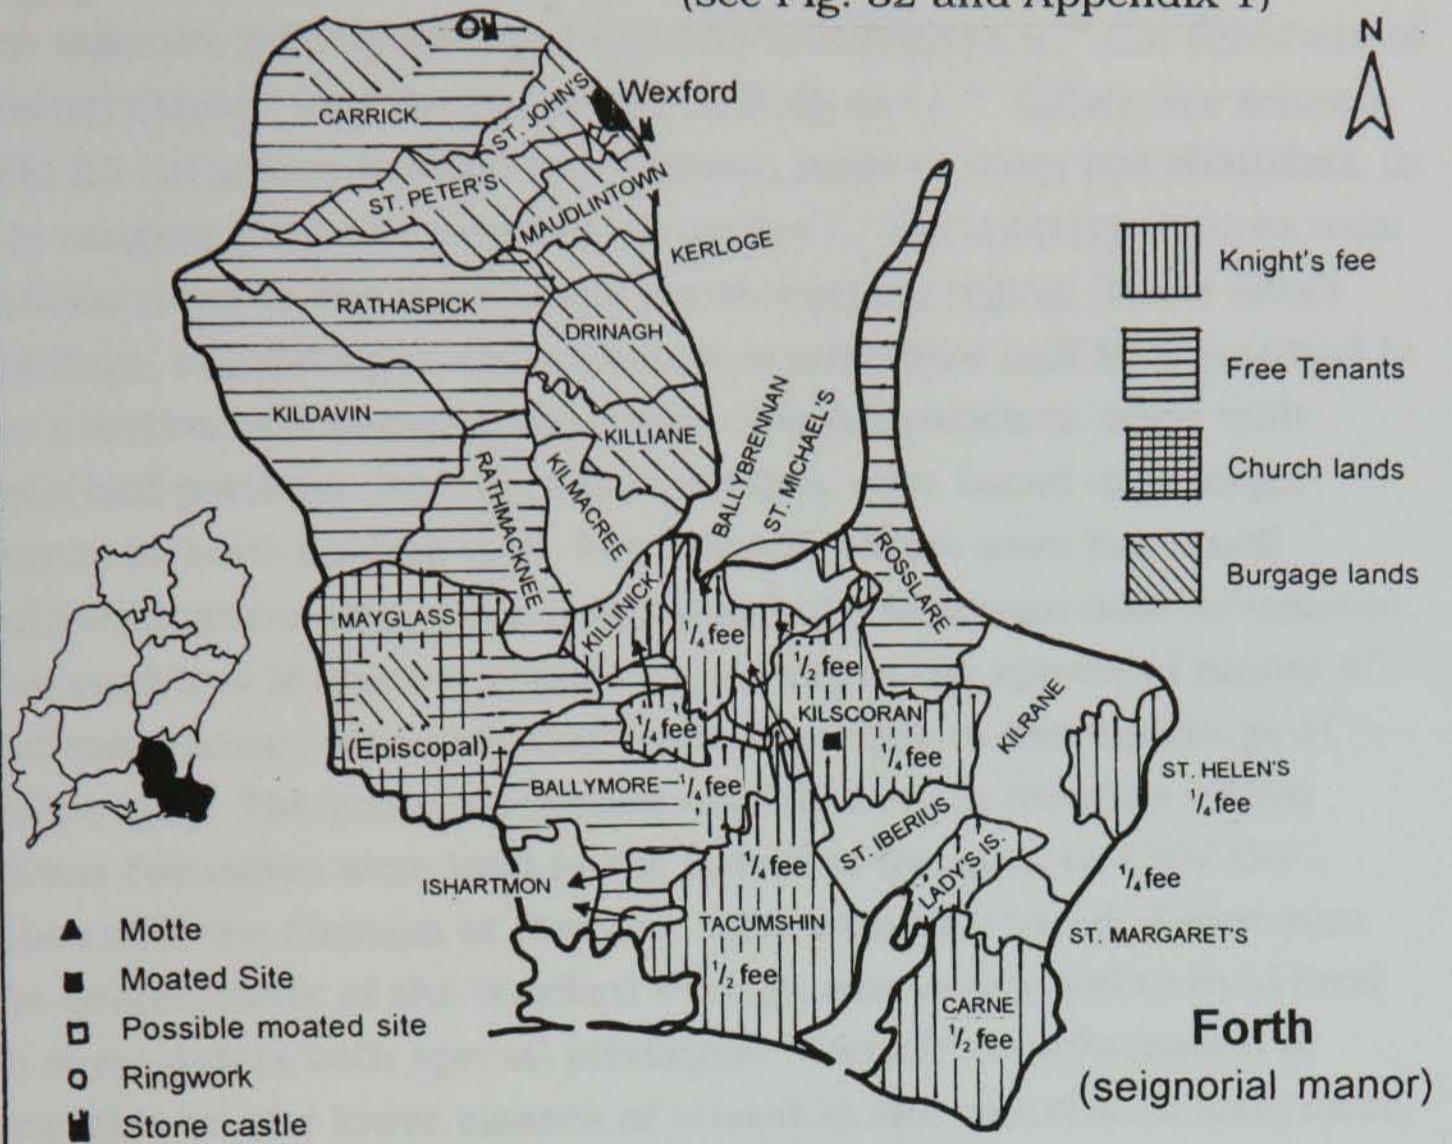 (see Fig. 82 and Appendix 1)
N
Wexford
CARRICK
ST. JOHN'S
ST. PETER'S
MAUDLINTOWN
KERLOGE
RATHASPICK
DRINAGH
KILDAVIN
KILLIANE
RATHMACKNEE
KILMACREE
BALLYBRENNAN
ST. MICHAEL'S
ROSSLARE
MAYGLASS
KILLINICK
1/4 fee
1/2 fee
KILSCORAN
1/4 fee
1/4 fee
KILRANE
(Episcopal)
BALLYMORE
1/4 fee
ST. HELEN'S
1/4 fee
ST. IBERIUS
LADY'S IS.
1/4 fee
1/4 fee
ISHARTMON
TACUMSHIN
1/2 fee
ST. MARGARET'S
CARNE
1/2 fee
Knight's fee
Free Tenants
Church lands
Burgage lands
Motte
Moated Site
Possible moated site
Ringwork
Stone castle
Forth
(seignorial manor)